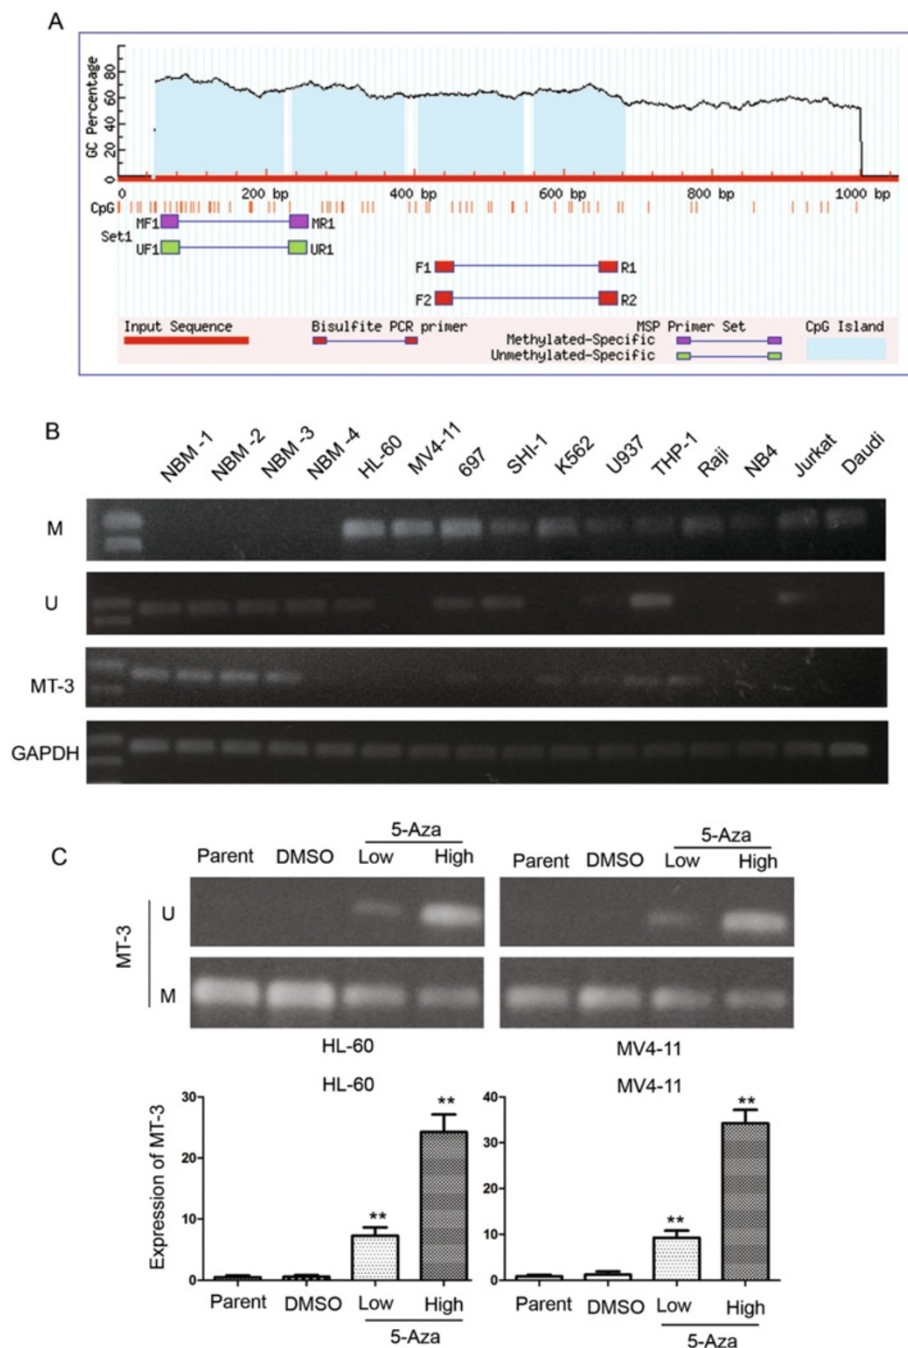 A
GC Percentage
80
60
40
20
0
0 200 bp 400 bp 600 bp 800 bp 1000 bp
CpG
MF1 MR1
Set1
UF1 UR1
F1 R1
F2 R2
Input Sequence Bisulfite PCR primer MSP Primer Set CpG Island
Methylated-Specific
Unmethylated-Specific
B
NBM -1 NBM -2 NBM -3 NBM -4 HL-60 MV4-11 697 SHI-1 K562 U937 THP-1 Raji NB4 Jurkat Daudi
M
U
MT-3
GAPDH
C
5-Aza 5-Aza
Parent DMSO Low High Parent DMSO Low High
MT-3
U
M
HL-60 MV4-11
HL-60 MV4-11
Expression of MT-3
30 40
** **
30
20
20
10
** **
10
0 0
Parent DMSO Low High Parent DMSO Low High
5-Aza 5-Aza